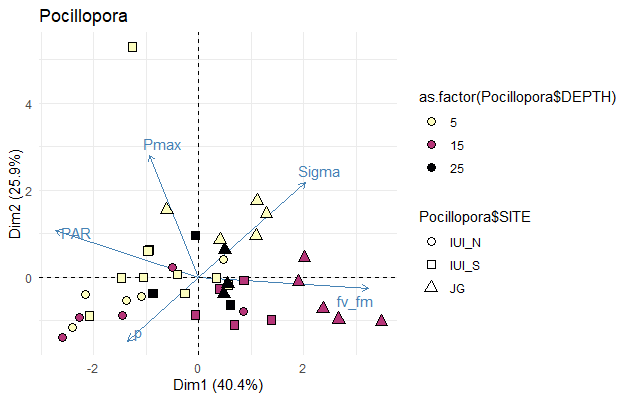 Pocillopora
Dim2 (25.9%)
4
2
0
-2
0
2
Dim1 (40.4%)
Pmax
Sigma
PAR
fv_fm
p
as.factor(Pocillopora$DEPTH)
5
15
25
Pocillopora$SITE
IUI_N
IUI_S
JG